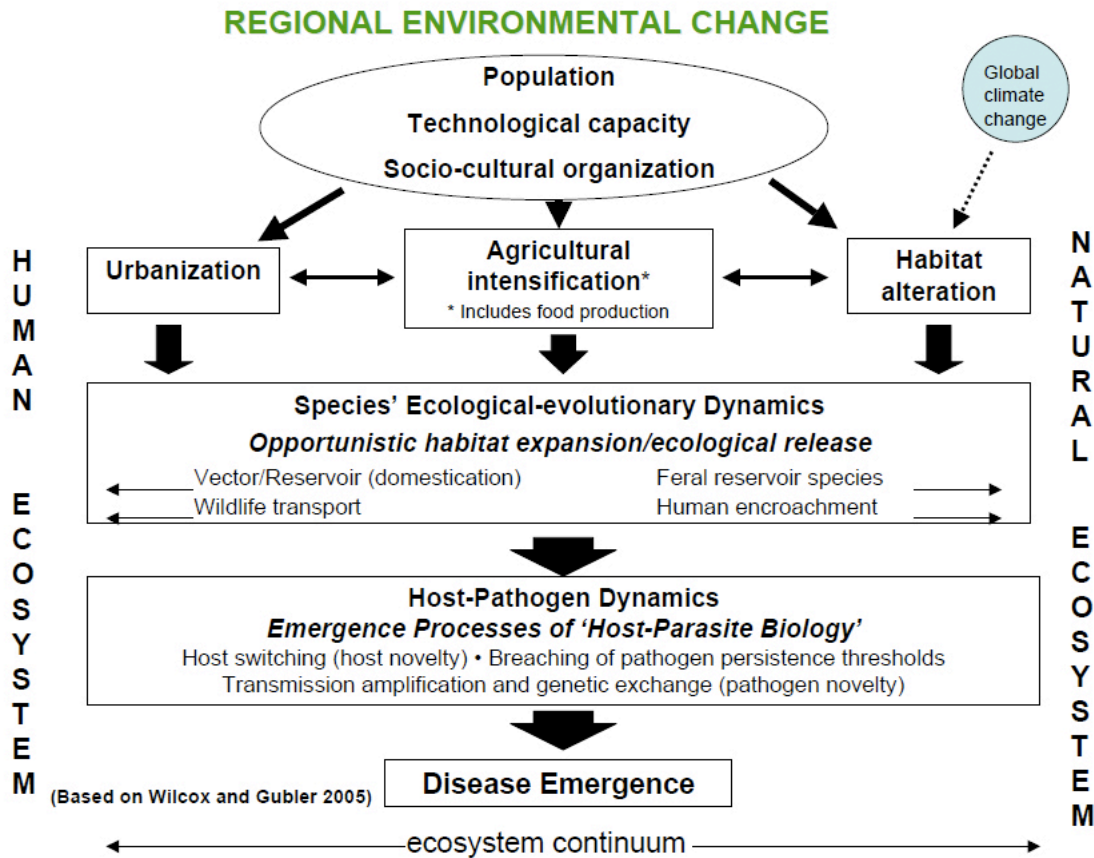 REGIONAL ENVIRONMENTAL CHANGE
Population
Technological capacity
Socio-cultural organization
Global
climate
change
Urbanization
Agricultural
intensification*
* Includes food production
Habitat
alteration
HUMAN ECOSYSTEM
NATURAL ECOSYSTEM
Species' Ecological-evolutionary Dynamics
Opportunistic habitat expansion/ecological release
Vector/Reservoir (domestication)
Wildlife transport
Feral reservoir species
Human encroachment
Host-Pathogen Dynamics
Emergence Processes of 'Host-Parasite Biology'
Host switching (host novelty) • Breaching of pathogen persistence thresholds
Transmission amplification and genetic exchange (pathogen novelty)
Disease Emergence
(Based on Wilcox and Gubler 2005)
ecosystem continuum